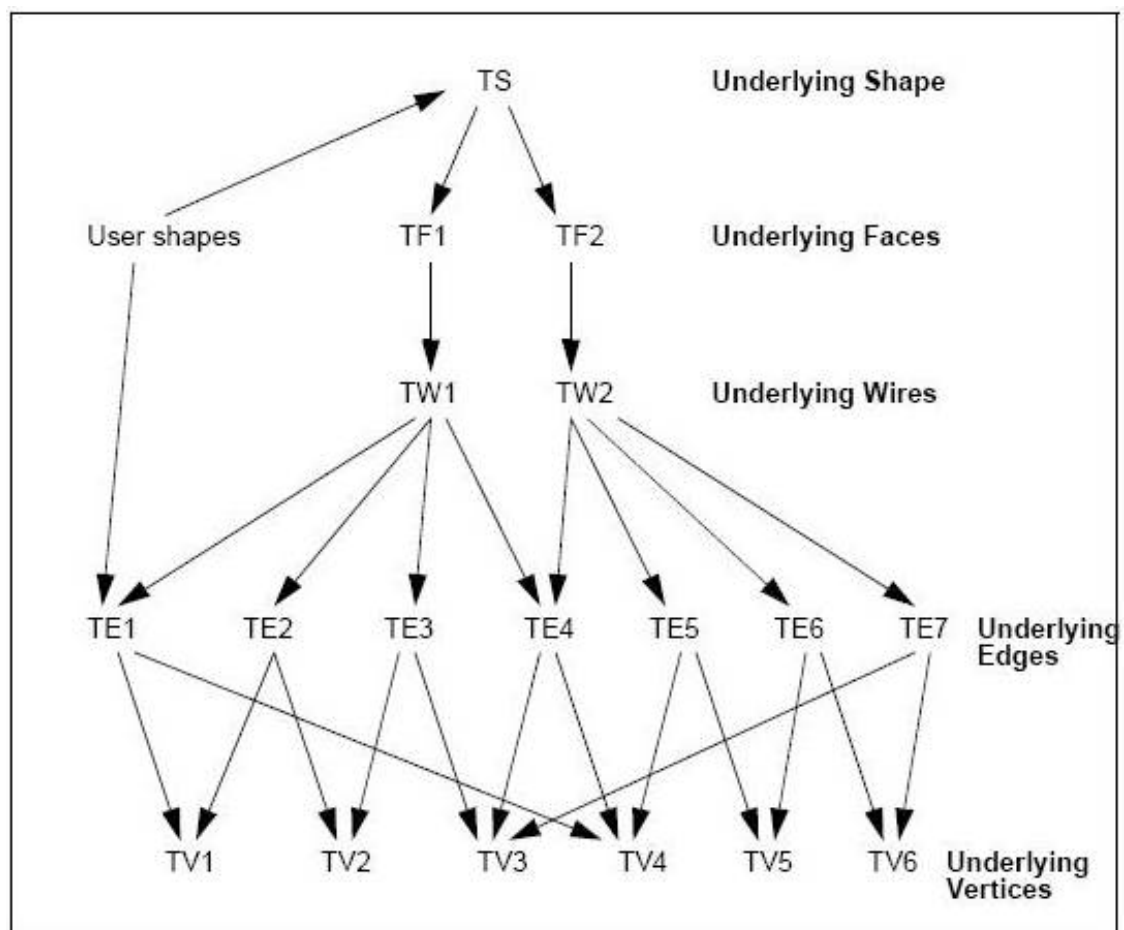 TS Underlying Shape
User shapes TF1 TF2 Underlying Faces
TW1 TW2 Underlying Wires
TE1 TE2 TE3 TE4 TE5 TE6 TE7 Underlying
Edges
TV1 TV2 TV3 TV4 TV5 TV6 Underlying
Vertices